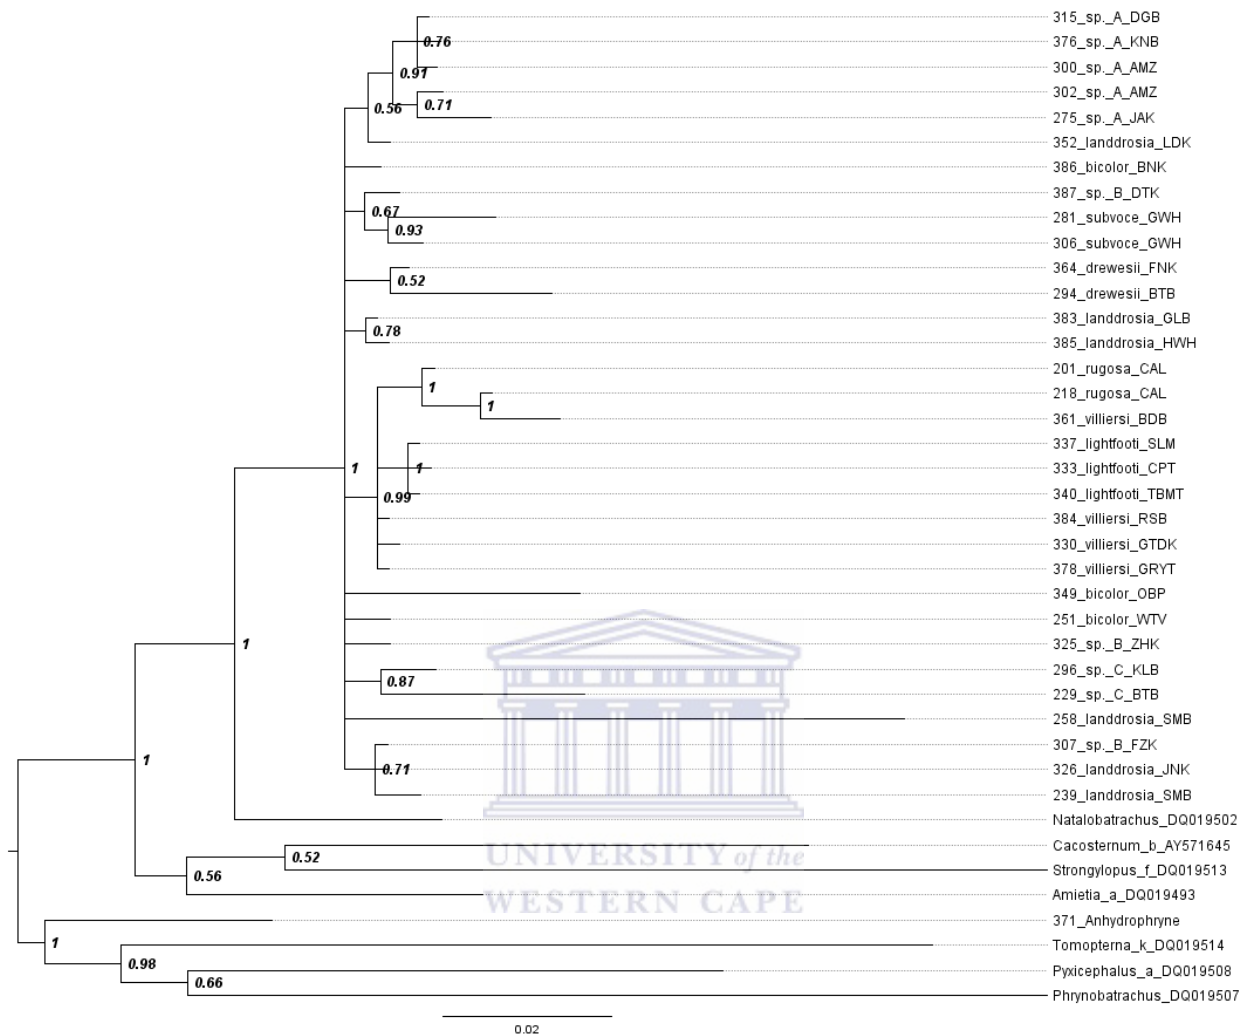 315_sp._A_DGB
0.76
376_sp._A_KNB
300_sp._A_AMZ
0.91
302_sp._A_AMZ
0.56
0.71
275_sp._A_JAK
352_landdrosia_LDK
386_bicolor_BNK
387_sp._B_DTK
0.67
281_subvoce_GWH
0.93
306_subvoce_GWH
364_drewesii_FNK
0.52
294_drewesii_BTB
383_landdrosia_GLB
0.78
385_landdrosia_HWH
201_rugosa_CAL
1
218_rugosa_CAL
1
361_villiersi_BDB
337_lightfooti_SLM
1
1
333_lightfooti_CPT
0.99
340_lightfooti_TBMT
384_villiersi_RSB
330_villiersi_GTDK
378_villiersi_GRYT
349_bicolor_OBP
251_bicolor_WTV
1
325_sp._B_ZHK
296_sp._C_KLB
0.87
229_sp._C_BTB
258_landdrosia_SMB
307_sp._B_FZK
1
0.71
326_landdrosia_JNK
239_landdrosia_SMB
Natalobatrachus_DQ019502
Cacosternum_b_AY571645
0.52
UNIVERSITY of the
Strongylopus_f_DQ019513
0.56
Amietia_a_DQ019493
WESTERN CAPE
371_Anhydrophryne
1
Tomopterna_k_DQ019514
0.98
Pyxicephalus_a_DQ019508
0.66
Phrynobatrachus_DQ019507
0.02